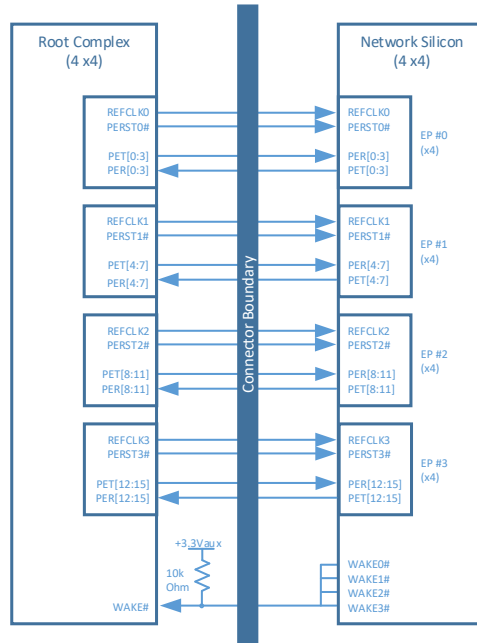 Root Complex
(4 x4)
REFCLK0
PERST0#
PET[0:3]
PER[0:3]
REFCLK1
PERST1#
PET[4:7]
PER[4:7]
REFCLK2
PERST2#
PET[8:11]
PER[8:11]
REFCLK3
PERST3#
PET[12:15]
PER[12:15]
+3.3Vaux
10k
Ohm
WAKE#
Connector Boundary
Network Silicon
(4 x4)
REFCLK0
PERST0#
PER[0:3]
PET[0:3]
EP #0
(x4)
REFCLK1
PERST1#
PER[4:7]
PET[4:7]
EP #1
(x4)
REFCLK2
PERST2#
PER[8:11]
PET[8:11]
EP #2
(x4)
REFCLK3
PERST3#
PER[12:15]
PET[12:15]
EP #3
(x4)
WAKE0#
WAKE1#
WAKE2#
WAKE3#